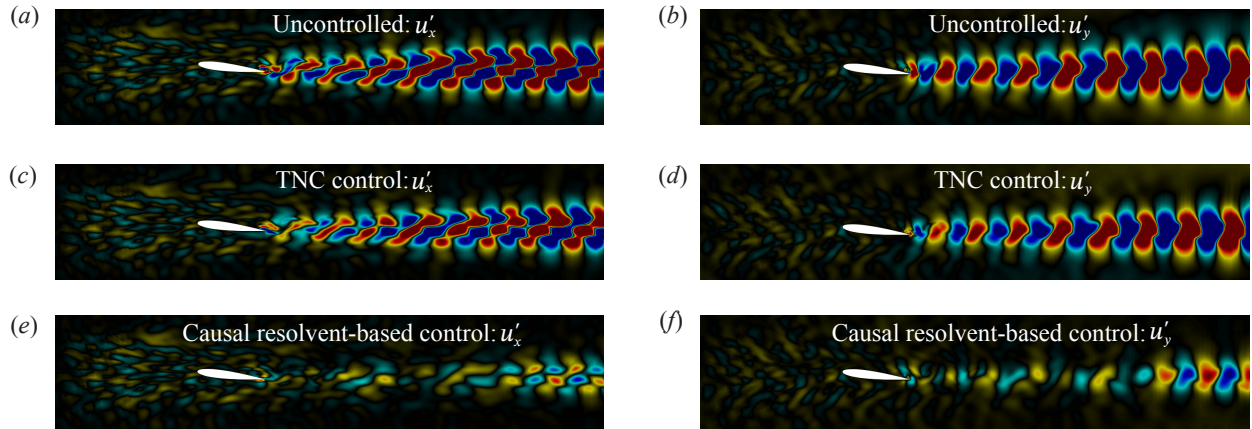 (a) Uncontrolled: u′x
(b) Uncontrolled: u′y
(c) TNC control: u′x
(d) TNC control: u′y
(e) Causal resolvent-based control: u′x
(f) Causal resolvent-based control: u′y